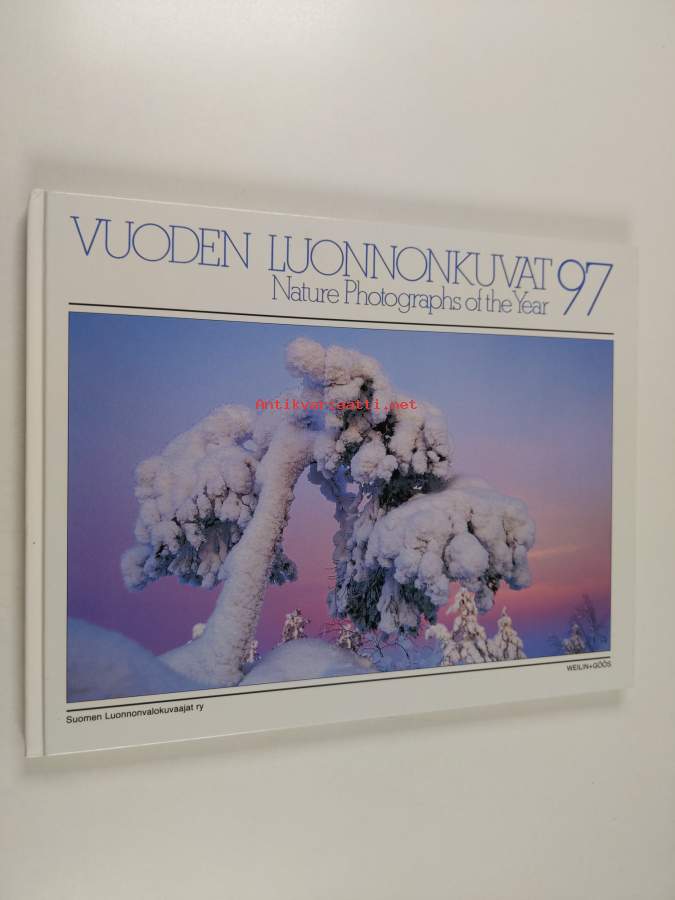 VUODEN LUONNONKUVAT 97
Nature Photographs of the Year
Antikvariaatti.net
WEILIN+GÖÖS
Suomen Luonnonvalokuvaajat ry